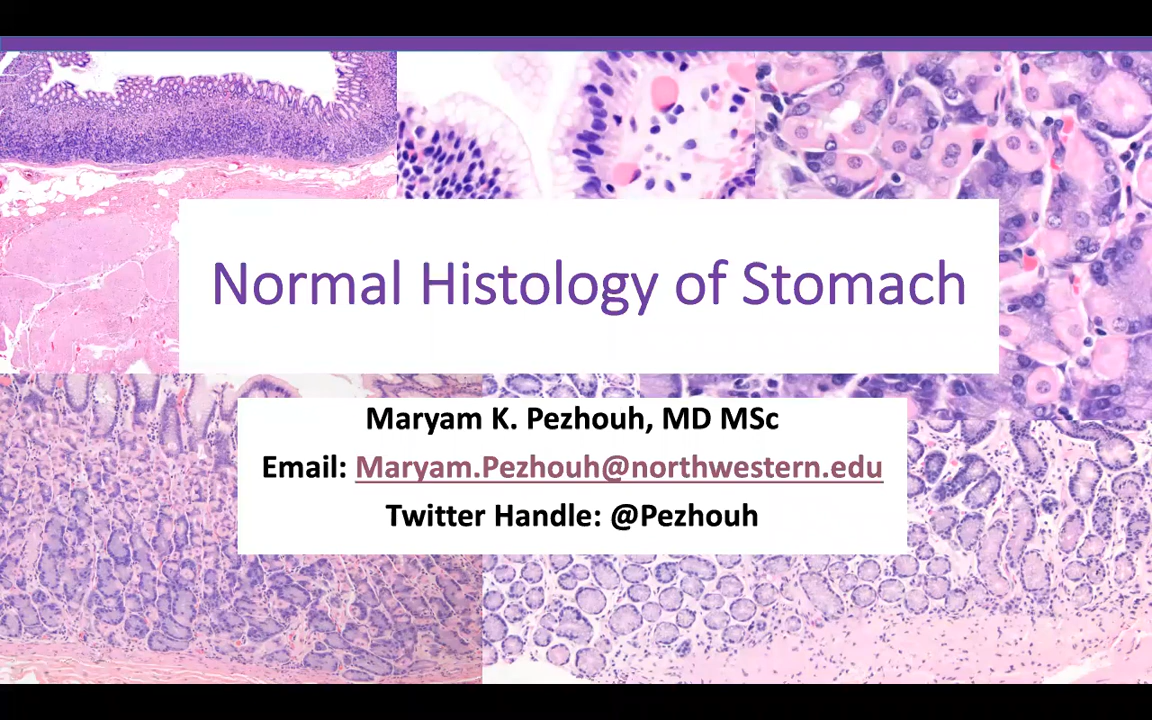 Normal Histology of Stomach
Maryam K. Pezhouh, MD MSc
Email: Maryam.Pezhouh@northwestern.edu
Twitter Handle: @Pezhouh